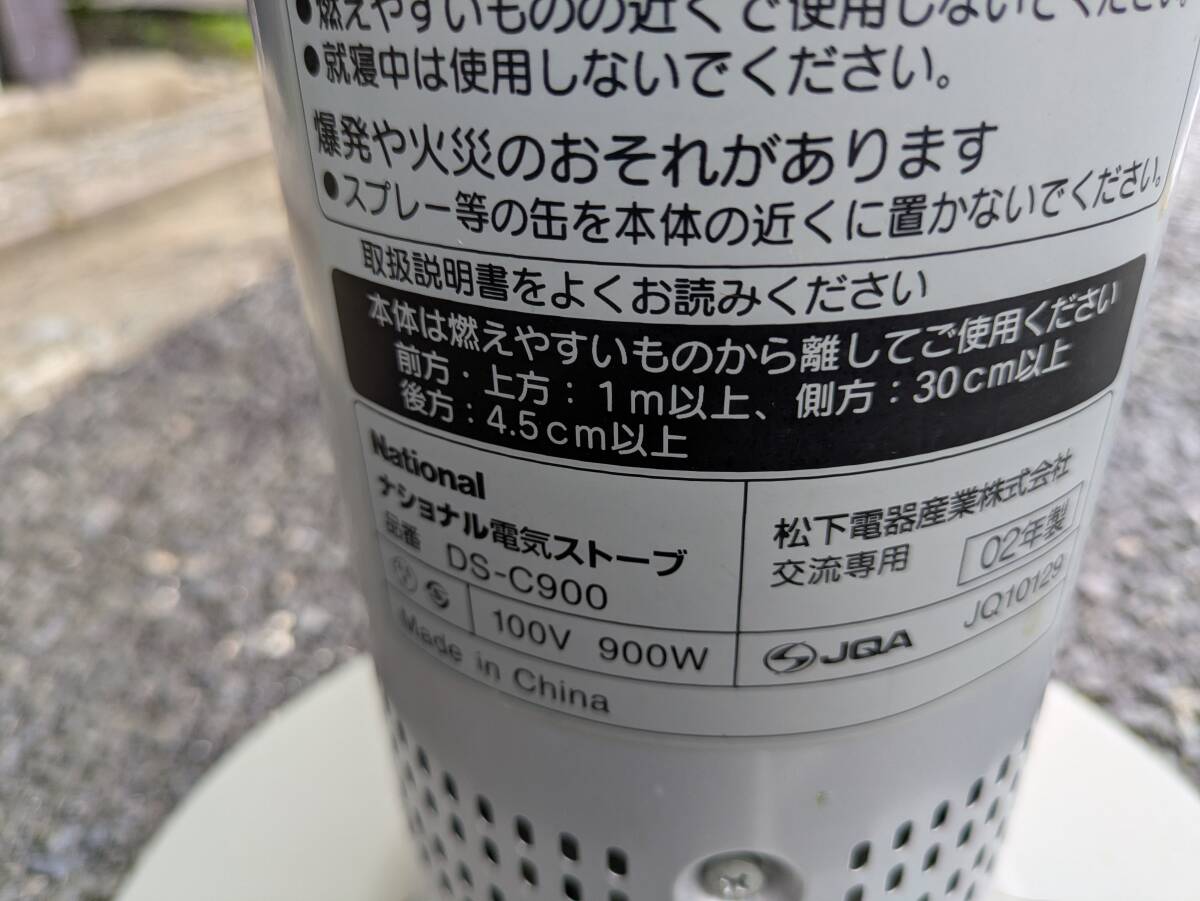 ●燃えやすいものの近くで使用しないでください。
●就寝中は使用しないでください。
爆発や火災のおそれがあります
●スプレー等の缶を本体の近くに置かないでください。
取扱説明書をよくお読みください
本体は燃えやすいものから離してご使用ください
前方・上方：1m以上、側方：30cm以上
後方：4.5cm以上
National
ナショナル電気ストーブ
品番 DS-C900
100V 900W
Made in China
松下電器産業株式会社
交流専用 02年製
JQA JQ10129